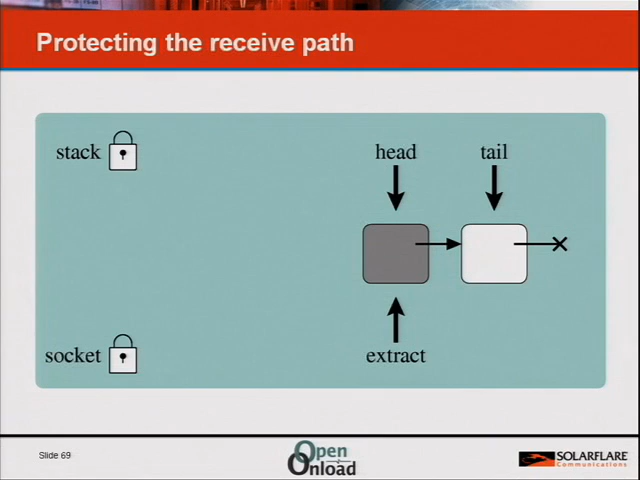 Protecting the receive path
stack
head
tail
socket
extract
Slide 69
Open
Onload
SOLARFLARE
Communications